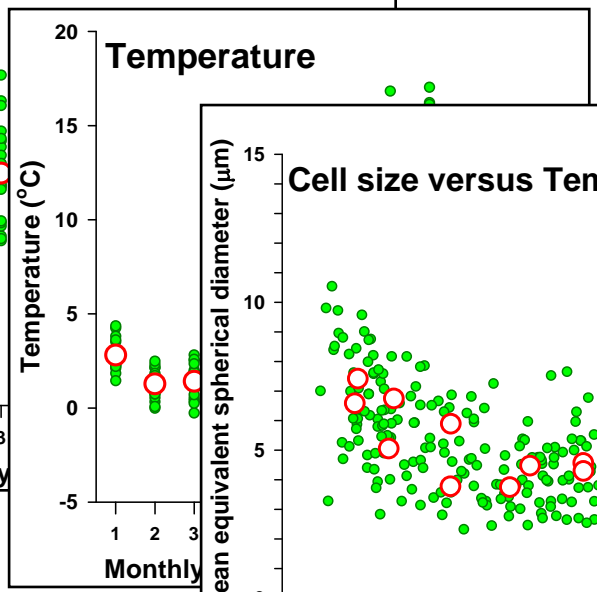 Temperature
20
15
10
5
0
-5
Temperature (°C)
1 2 3
Monthly
Cell size versus Tem
15
10
5
ean equivalent spherical diameter (μm)
3
y